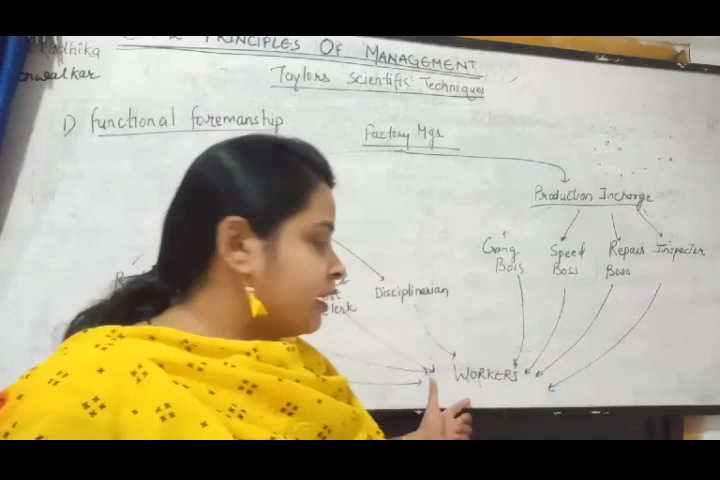 PRINCIPLES OF MANAGEMENT
Taylors Scientific Techniques
1) functional foremanship
Factory Mgr
Production Incharge
Gang Boss
Speed Boss
Repair Boss
Inspector
Disciplinarian
Clerk
WORKERS